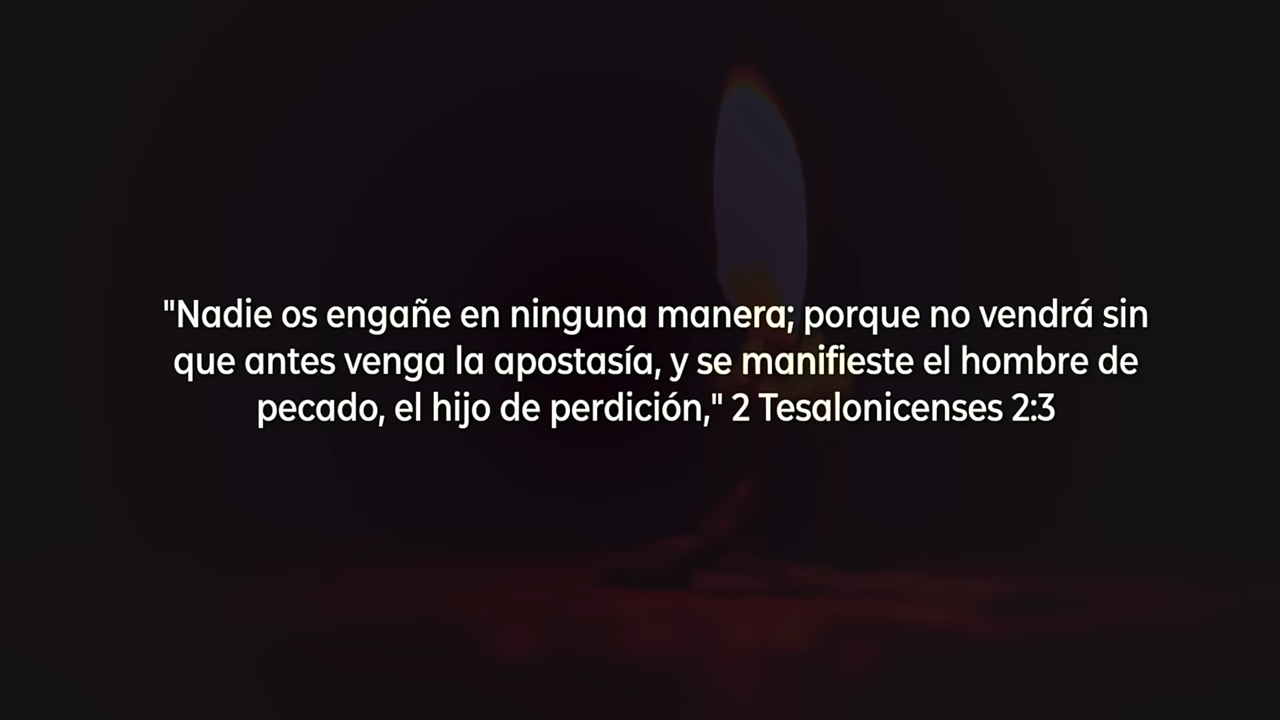 "Nadie os engañe en ninguna manera; porque no vendrá sin
que antes venga la apostasía, y se manifieste el hombre de
pecado, el hijo de perdición," 2 Tesalonicenses 2:3